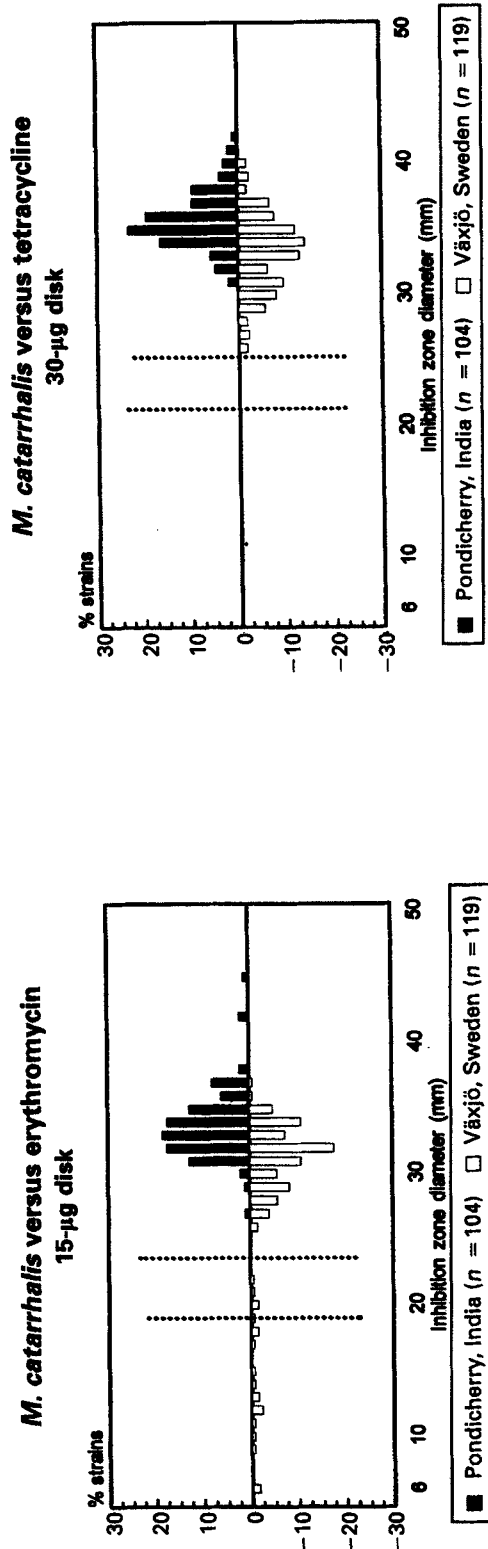 M. catarrhalis versus erythromycin
15-µg disk
% strains
30
20
10
0
−10
−20
−30
6
10
20
30
40
50
Inhibition zone diameter (mm)
■ Pondicherry, India (n = 104) □ Växjö, Sweden (n = 119)
M. catarrhalis versus tetracycline
30-µg disk
% strains
30
20
10
0
−10
−20
−30
6
10
20
30
40
50
Inhibition zone diameter (mm)
■ Pondicherry, India (n = 104) □ Växjö, Sweden (n = 119)